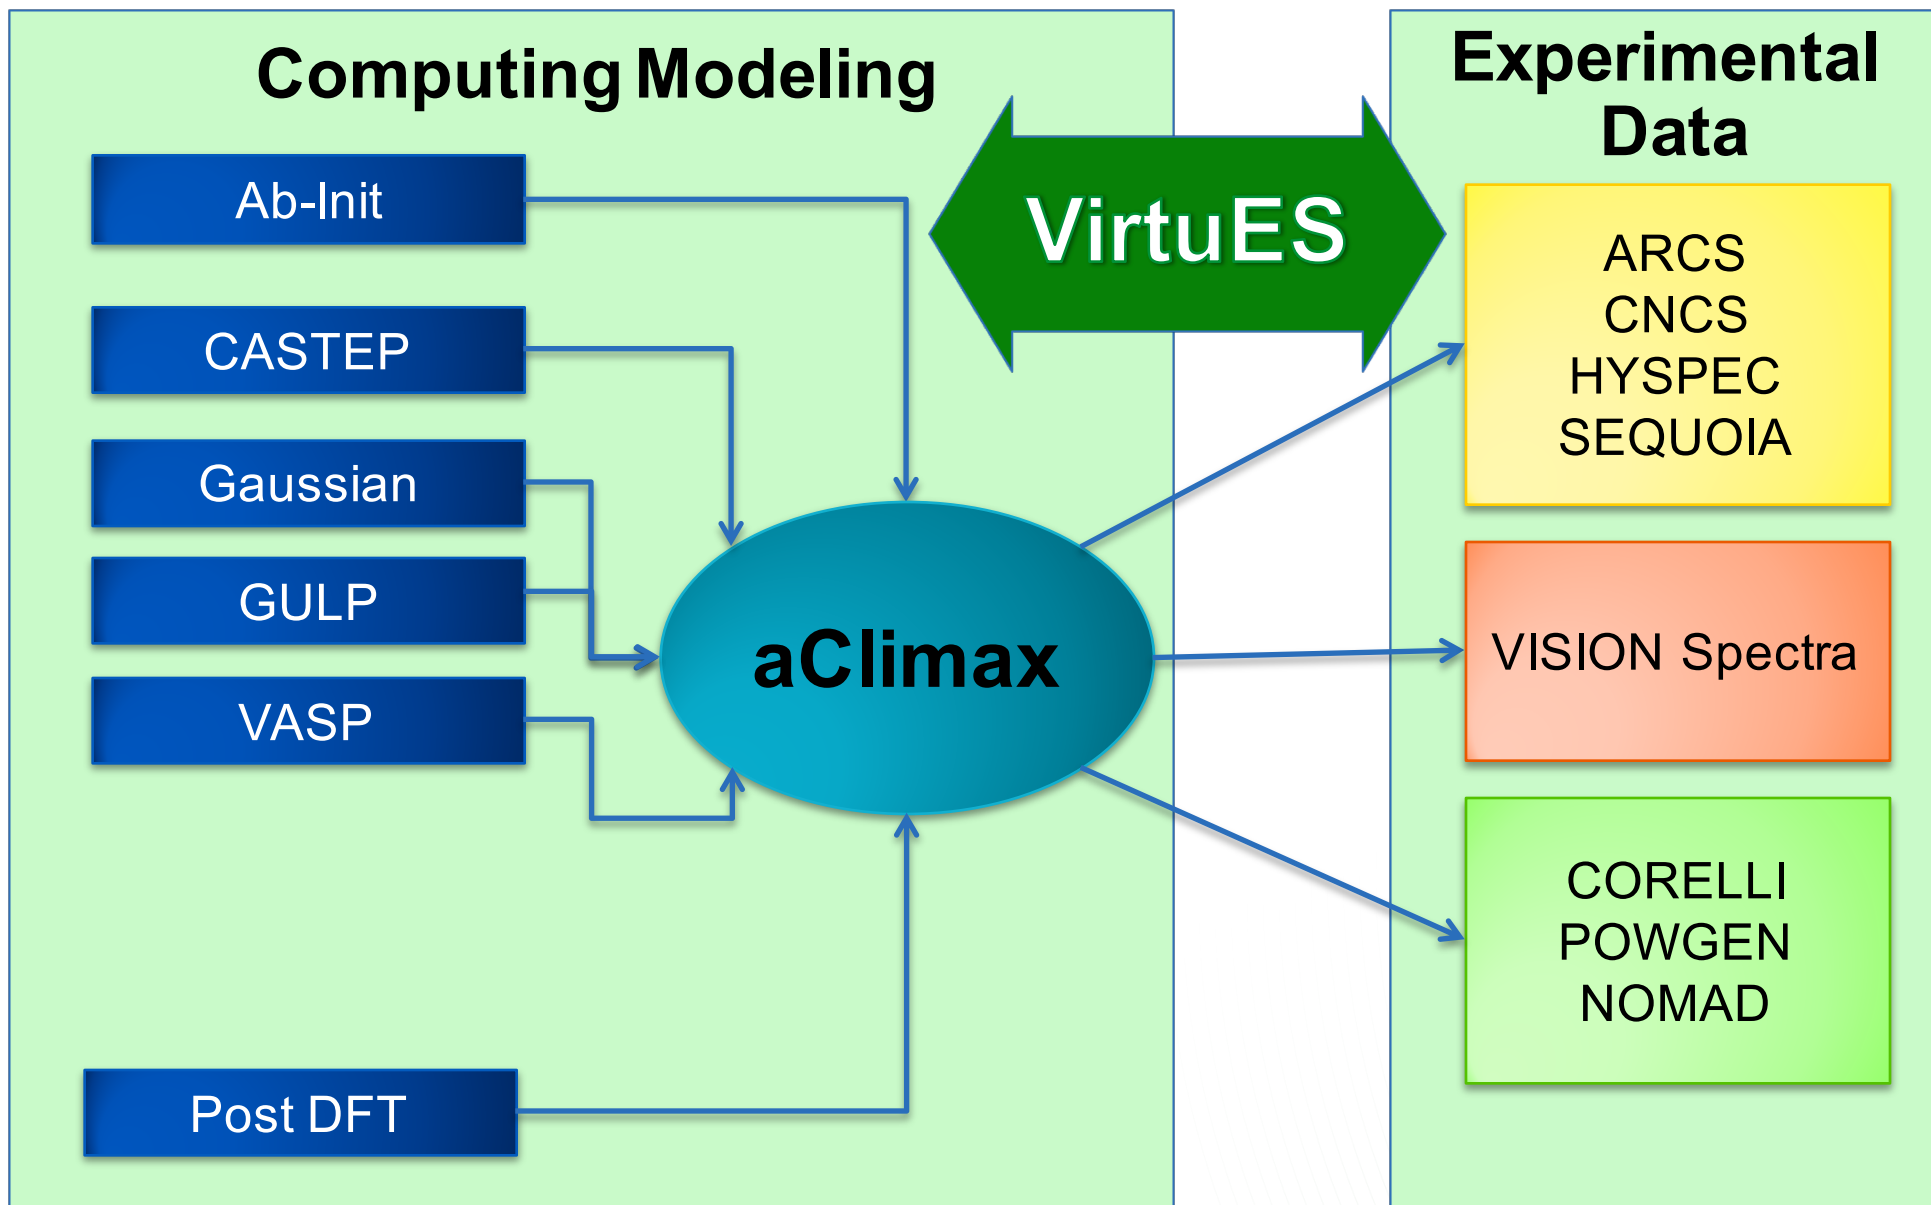 Computing Modeling
Ab-Init
CASTEP
Gaussian
GULP
VASP
Post DFT
aClimax
VirtuES
Experimental
Data
ARCS
CNCS
HYSPEC
SEQUOIA
VISION Spectra
CORELLI
POWGEN
NOMAD